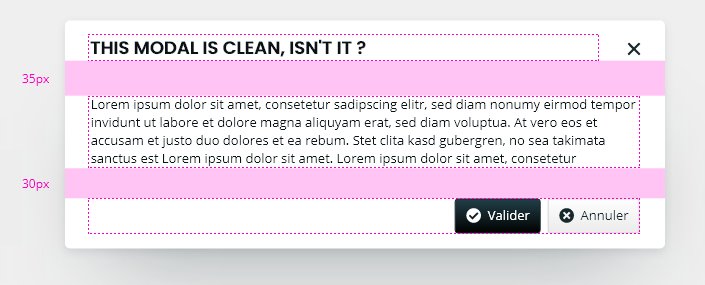 THIS MODAL IS CLEAN, ISN'T IT ?
35px
Lorem ipsum dolor sit amet, consetetur sadipscing elitr, sed diam nonumy eirmod tempor
invidunt ut labore et dolore magna aliquyam erat, sed diam voluptua. At vero eos et
accusam et justo duo dolores et ea rebum. Stet clita kasd gubergren, no sea takimata
sanctus est Lorem ipsum dolor sit amet. Lorem ipsum dolor sit amet, consetetur
30px
Valider Annuler